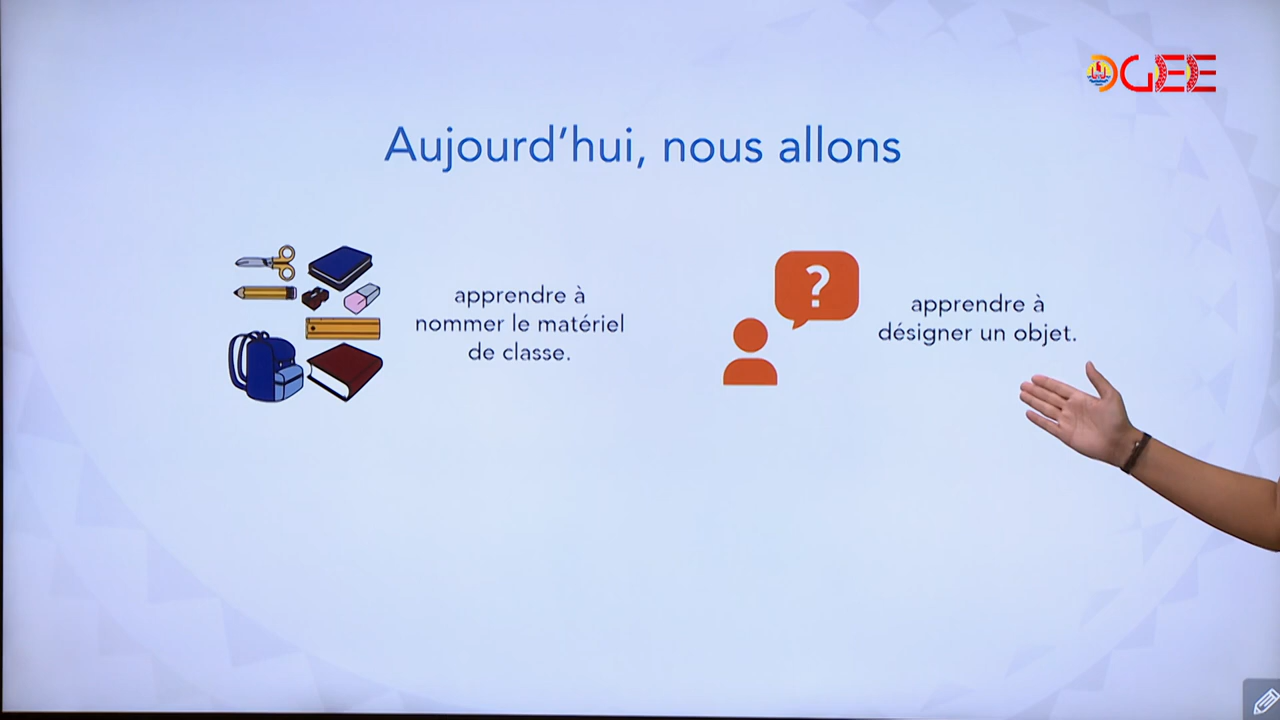 DGEE
Aujourd'hui, nous allons
apprendre à
nommer le matériel
de classe.
?
apprendre à
désigner un objet.